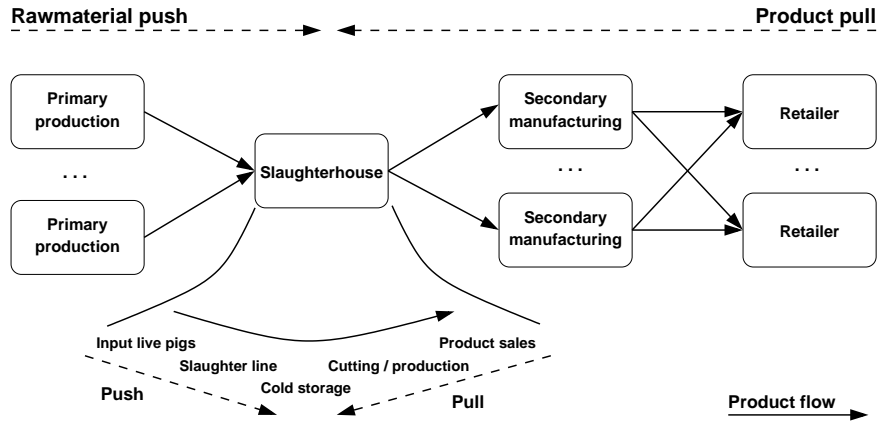 Rawmaterial push
Product pull
Primary
production
. . .
Primary
production
Slaughterhouse
Secondary
manufacturing
. . .
Secondary
manufacturing
Retailer
. . .
Retailer
Input live pigs
Product sales
Slaughter line
Cutting / production
Cold storage
Push
Pull
Product flow